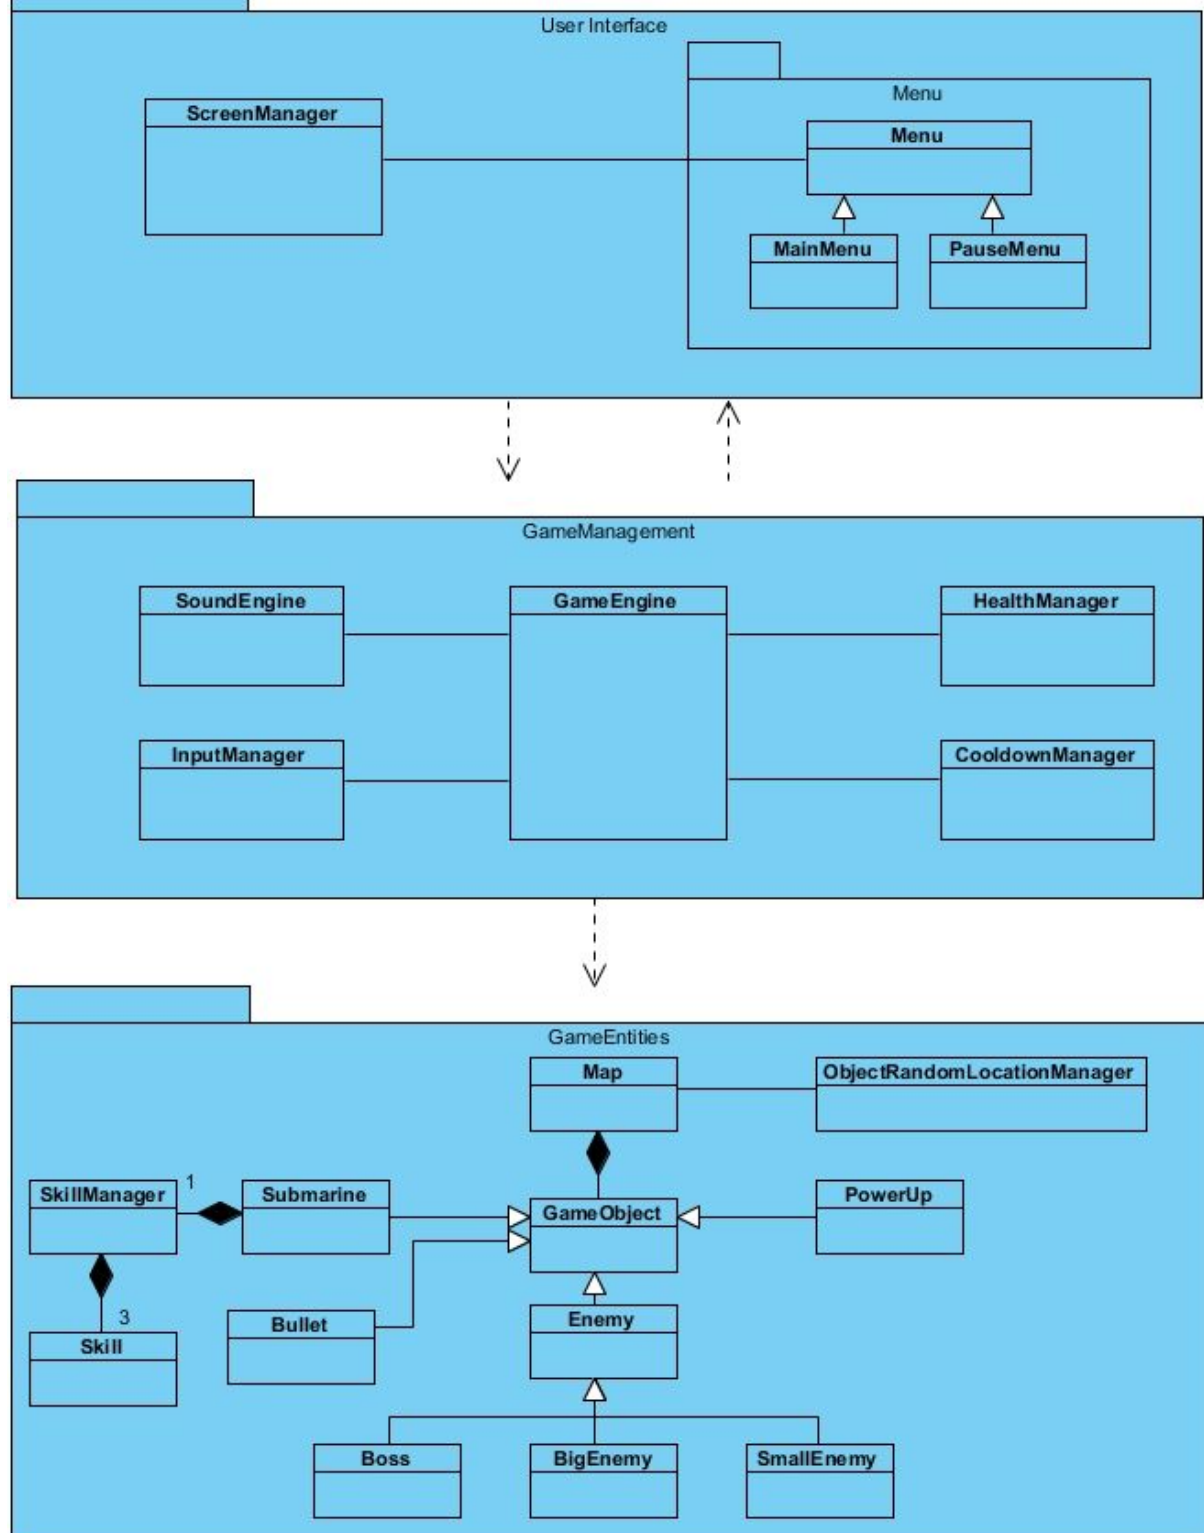 User Interface
ScreenManager
Menu
Menu
MainMenu
PauseMenu
GameManagement
SoundEngine
GameEngine
HealthManager
InputManager
CooldownManager
GameEntities
Map
ObjectRandomLocationManager
SkillManager
1
Submarine
GameObject
PowerUp
3
Skill
Bullet
Enemy
Boss
BigEnemy
SmallEnemy